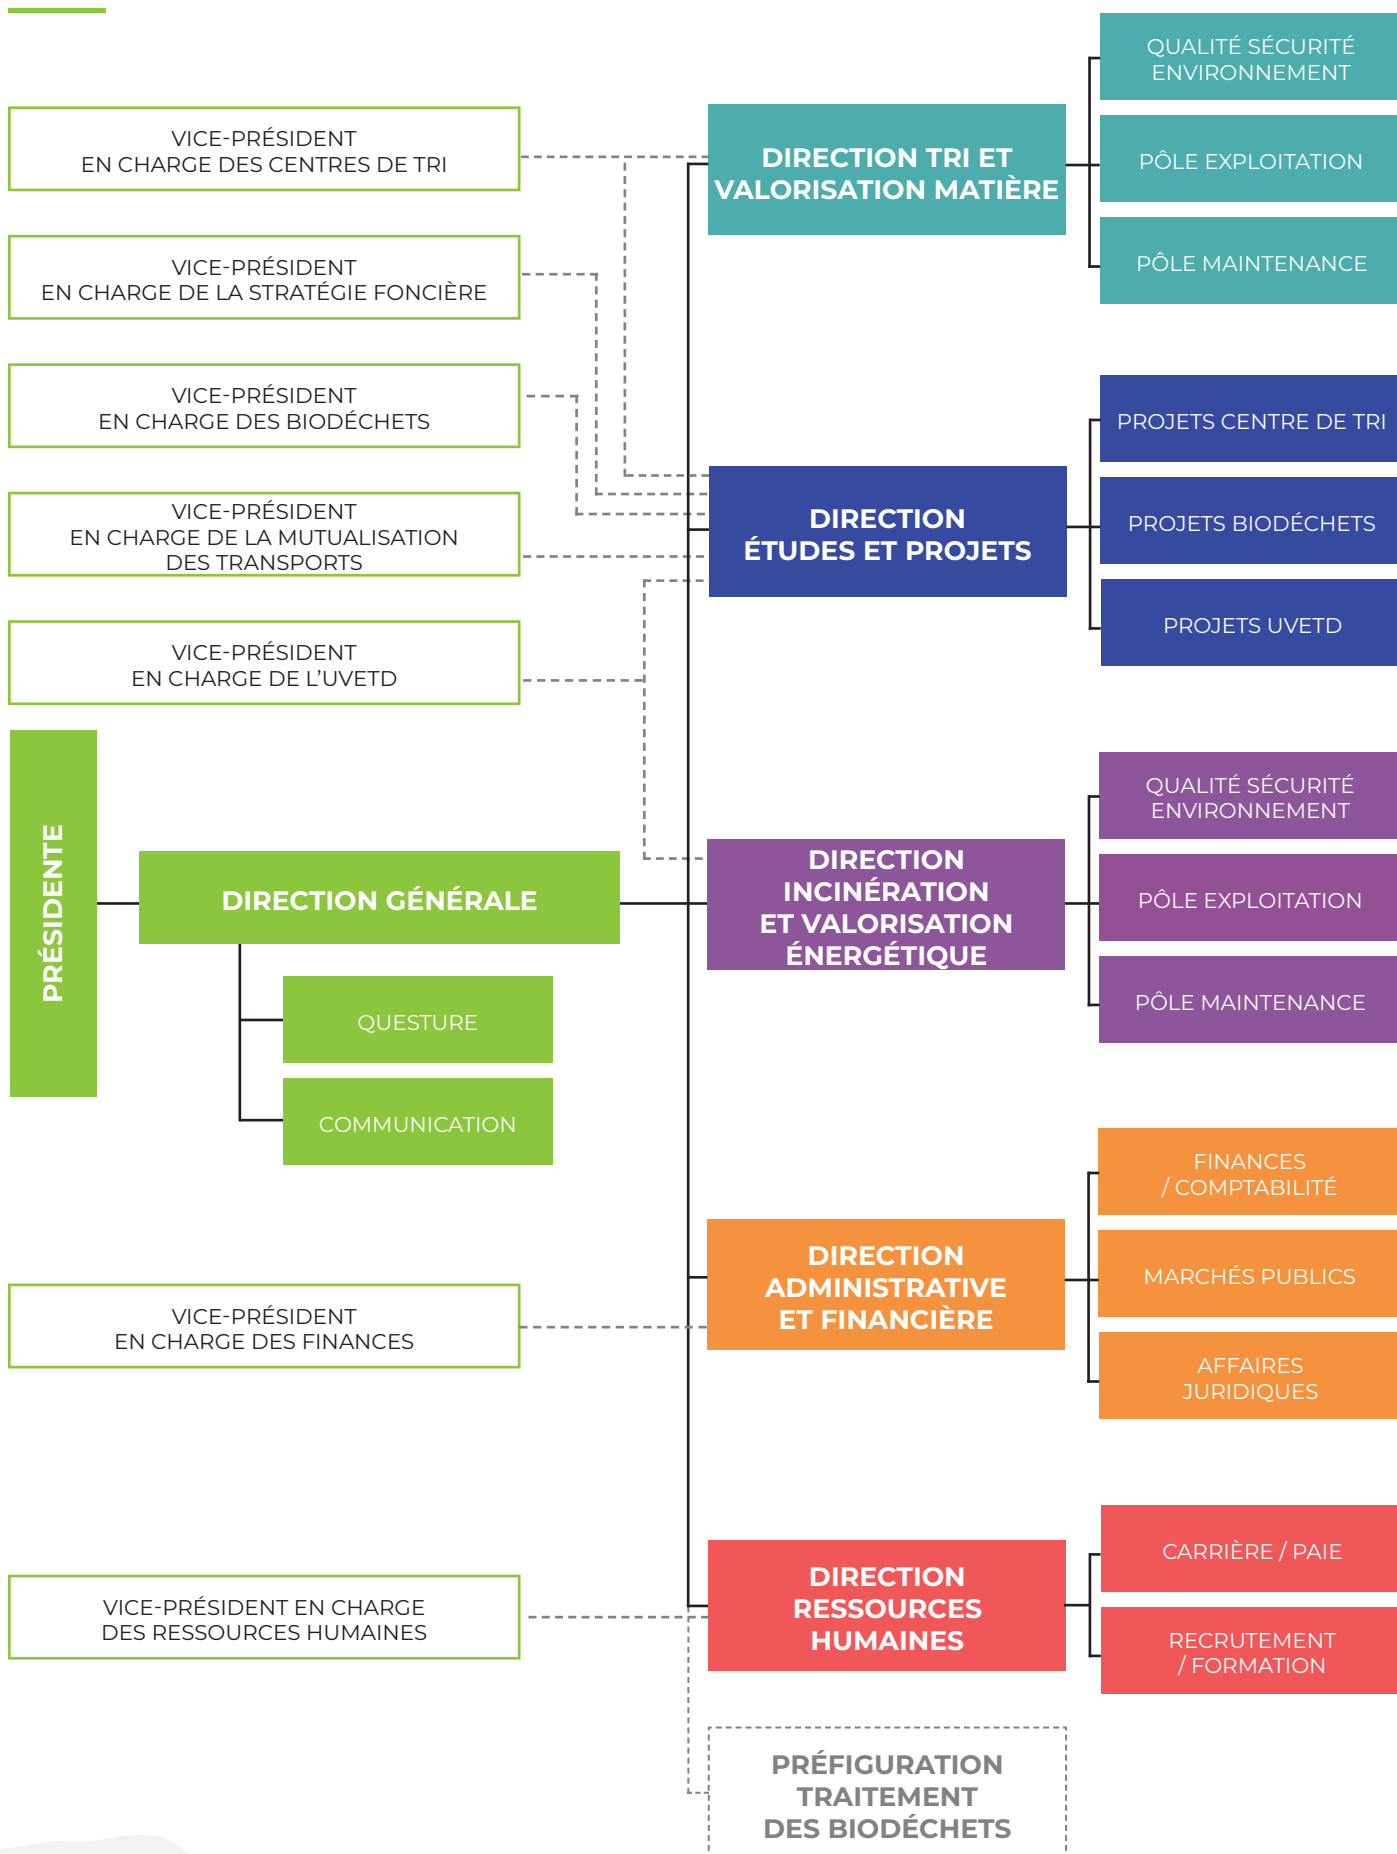 VICE-PRÉSIDENT
EN CHARGE DES CENTRES DE TRI
VICE-PRÉSIDENT
EN CHARGE DE LA STRATÉGIE FONCIÈRE
VICE-PRÉSIDENT
EN CHARGE DES BIODÉCHETS
VICE-PRÉSIDENT
EN CHARGE DE LA MUTUALISATION
DES TRANSPORTS
VICE-PRÉSIDENT
EN CHARGE DE L’UVETD
PRÉSIDENTE
DIRECTION GÉNÉRALE
QUESTURE
COMMUNICATION
VICE-PRÉSIDENT
EN CHARGE DES FINANCES
VICE-PRÉSIDENT EN CHARGE
DES RESSOURCES HUMAINES
DIRECTION TRI ET
VALORISATION MATIÈRE
QUALITÉ SÉCURITÉ
ENVIRONNEMENT
PÔLE EXPLOITATION
PÔLE MAINTENANCE
DIRECTION
ÉTUDES ET PROJETS
PROJETS CENTRE DE TRI
PROJETS BIODÉCHETS
PROJETS UVETD
DIRECTION
INCINÉRATION
ET VALORISATION
ÉNERGÉTIQUE
QUALITÉ SÉCURITÉ
ENVIRONNEMENT
PÔLE EXPLOITATION
PÔLE MAINTENANCE
DIRECTION
ADMINISTRATIVE
ET FINANCIÈRE
FINANCES
/ COMPTABILITÉ
MARCHÉS PUBLICS
AFFAIRES
JURIDIQUES
DIRECTION
RESSOURCES
HUMAINES
CARRIÈRE / PAIE
RECRUTEMENT
/ FORMATION
PRÉFIGURATION
TRAITEMENT
DES BIODÉCHETS